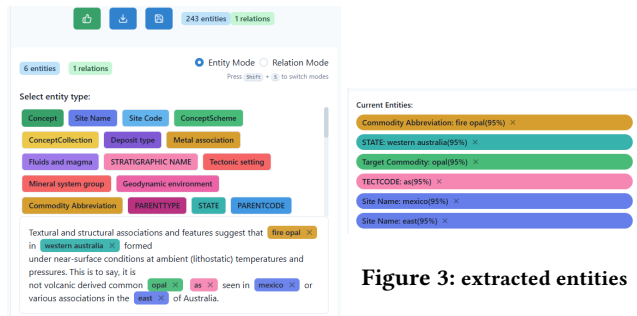 243 entities 1 relations
6 entities 1 relations Entity Mode Relation Mode
Press Shift + S to switch modes
Select entity type:
Concept Site Name Site Code ConceptScheme
ConceptCollection Deposit type Metal association
Fluids and magma STRATIGRAPHIC NAME Tectonic setting
Mineral system group Geodynamic environment
Commodity Abbreviation PARENTTYPE STATE PARENTCODE
Textural and structural associations and features suggest that fire opal ×
in western australia × formed
under near-surface conditions at ambient (lithostatic) temperatures and
pressures. This is to say, it is
not volcanic derived common opal × as × seen in mexico × or
various associations in the east × of Australia.
Current Entities:
Commodity Abbreviation: fire opal(95%) ×
STATE: western australia(95%) ×
Target Commodity: opal(95%) ×
TECTCODE: as(95%) ×
Site Name: mexico(95%) ×
Site Name: east(95%) ×
Figure 3: extracted entities